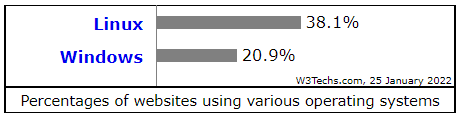 Linux 38.1%
Windows 20.9%
W3Techs.com, 25 January 2022
Percentages of websites using various operating systems